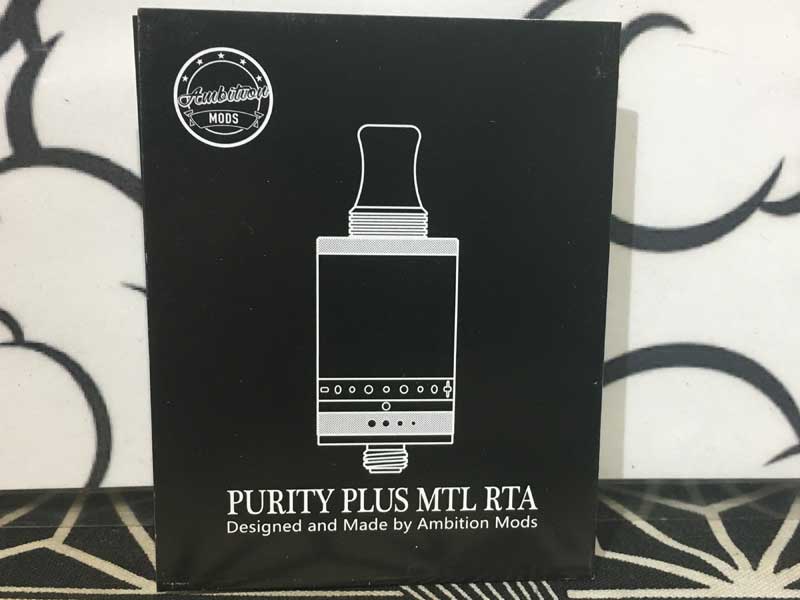 Ambition
MODS
PURITY PLUS MTL RTA
Designed and Made by Ambition Mods